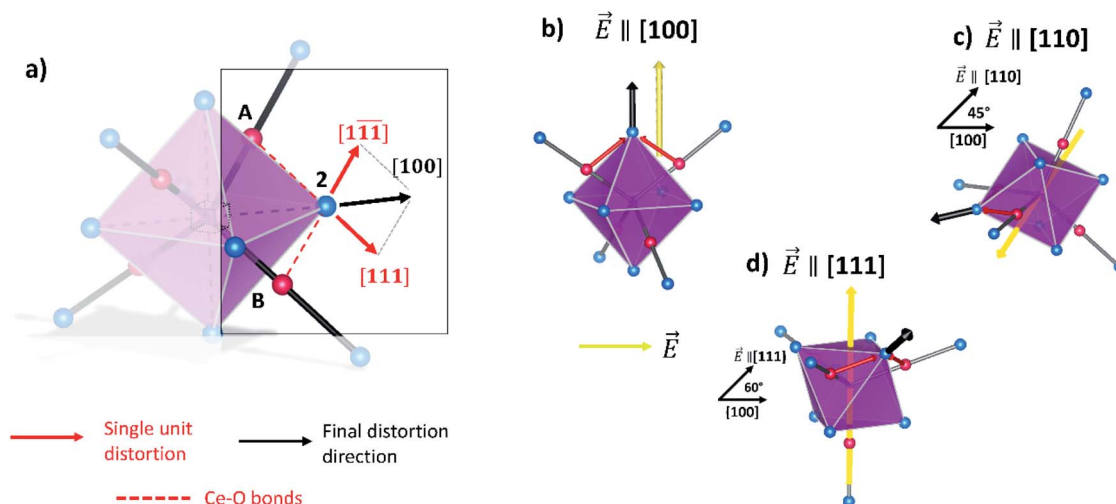 a)
A
[11̅1̅]
[100]
2
[111]
B
Single unit
distortion
Final distortion
direction
Ce-O bonds
b) E⃗ ∥ [100]
E⃗
c) E⃗ ∥ [110]
E⃗ ∥ [110]
45°
[100]
d) E⃗ ∥ [111]
E⃗ ∥[111)
60°
[100]